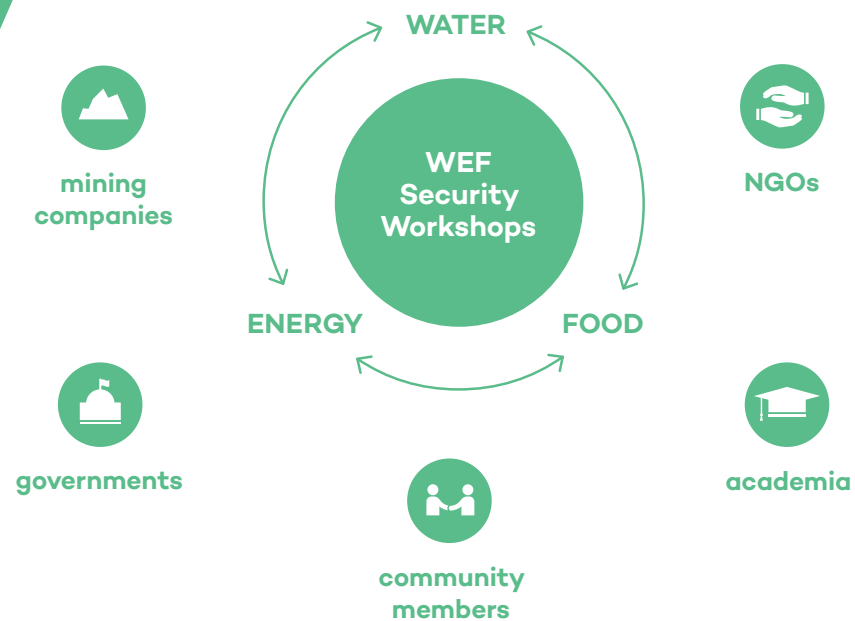 WATER
WEF
Security
Workshops
mining
companies
NGOs
ENERGY
FOOD
governments
academia
community
members